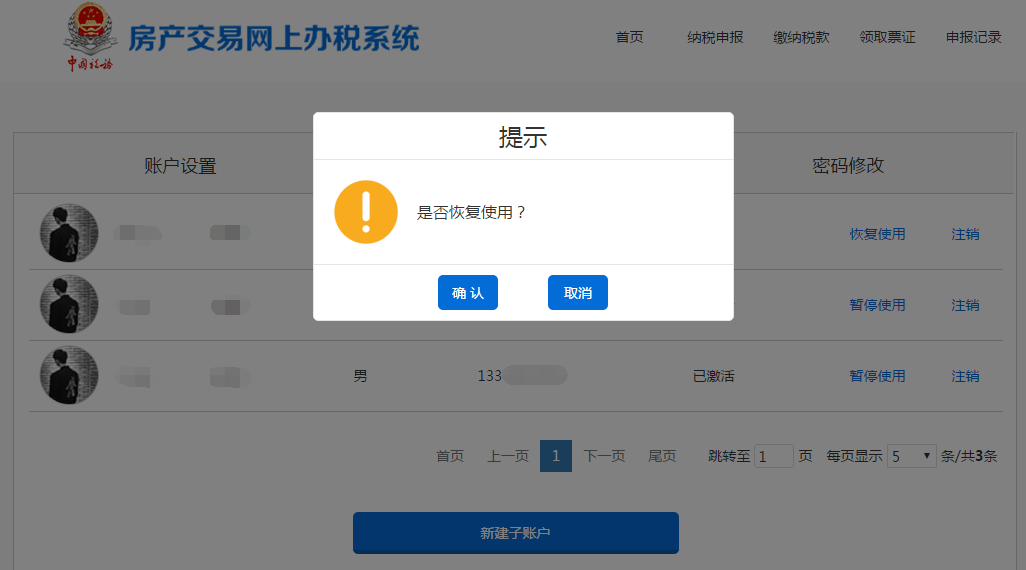 中国税务
房产交易网上办税系统
首页 纳税申报 缴纳税款 领取票证 申报记录
提示
账户设置 密码修改
是否恢复使用？
恢复使用 注销
确 认 取消
暂停使用 注销
男 133 已激活 暂停使用 注销
首页 上一页 1 下一页 尾页 跳转至 1 页 每页显示 5 条/共3条
新建子账户